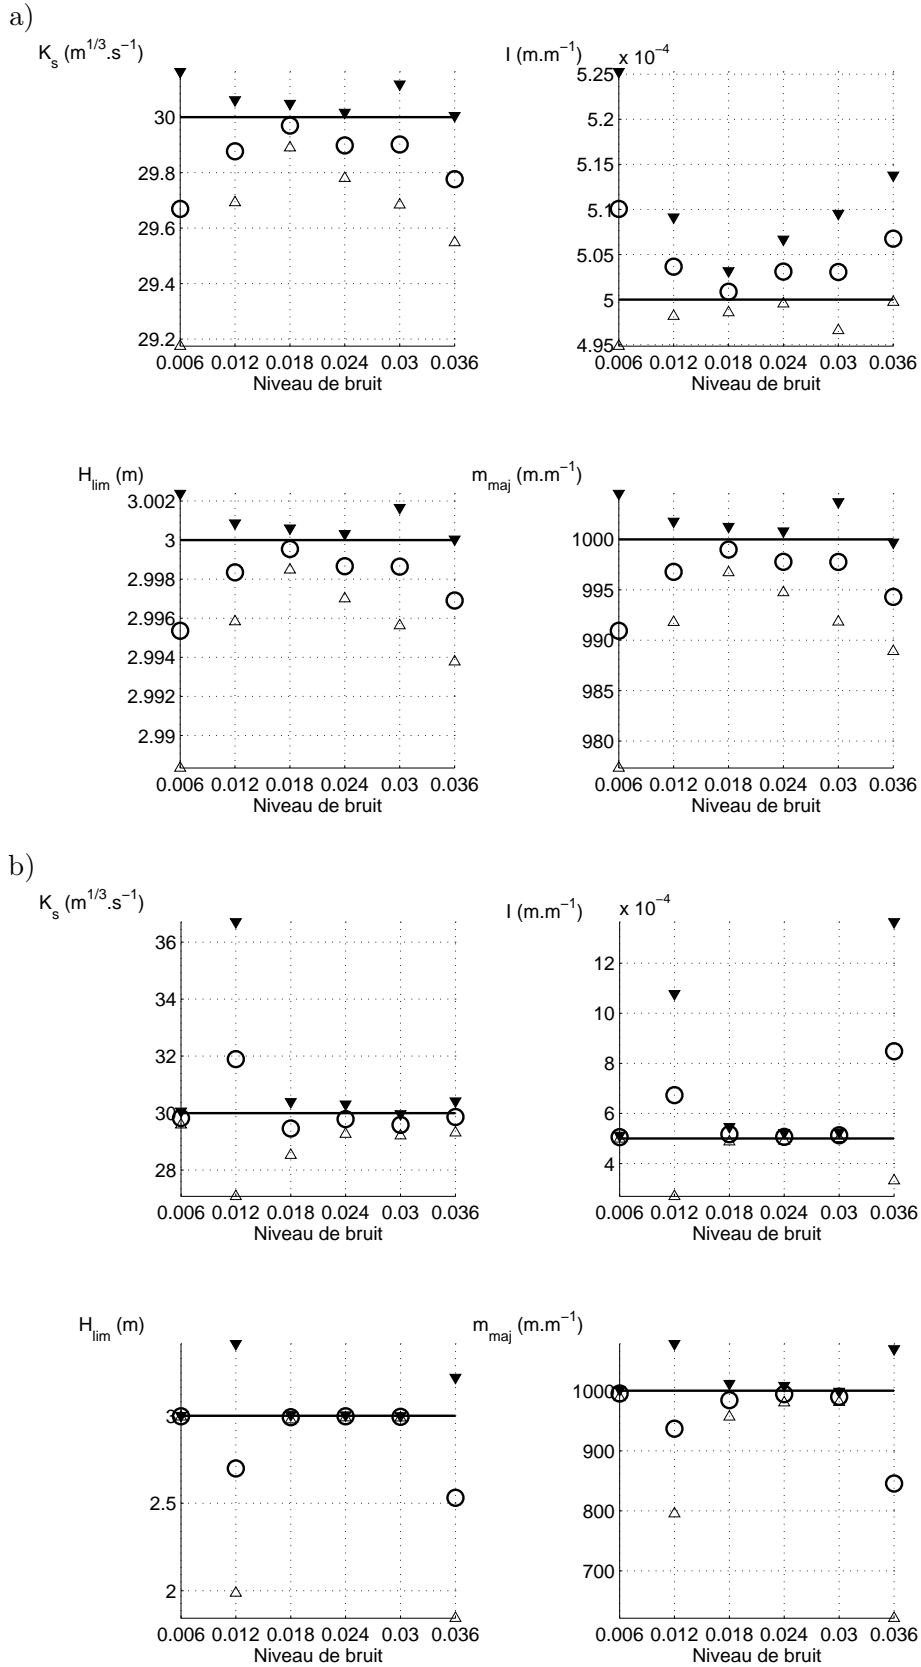 a)
K_s (m^1/3.s^−1)
30
29.8
29.6
29.4
29.2
0.006 0.012 0.018 0.024 0.03 0.036
Niveau de bruit
I (m.m^−1)
x 10^−4
5.25
5.2
5.15
5.1
5.05
5
4.95
0.006 0.012 0.018 0.024 0.03 0.036
Niveau de bruit
H_lim (m)
3.002
3
2.998
2.996
2.994
2.992
2.99
0.006 0.012 0.018 0.024 0.03 0.036
Niveau de bruit
m_maj (m.m^−1)
1000
995
990
985
980
0.006 0.012 0.018 0.024 0.03 0.036
Niveau de bruit
b)
K_s (m^1/3.s^−1)
36
34
32
30
28
0.006 0.012 0.018 0.024 0.03 0.036
Niveau de bruit
I (m.m^−1)
x 10^−4
12
10
8
6
4
0.006 0.012 0.018 0.024 0.03 0.036
Niveau de bruit
H_lim (m)
3
2.5
2
0.006 0.012 0.018 0.024 0.03 0.036
Niveau de bruit
m_maj (m.m^−1)
1000
900
800
700
0.006 0.012 0.018 0.024 0.03 0.036
Niveau de bruit